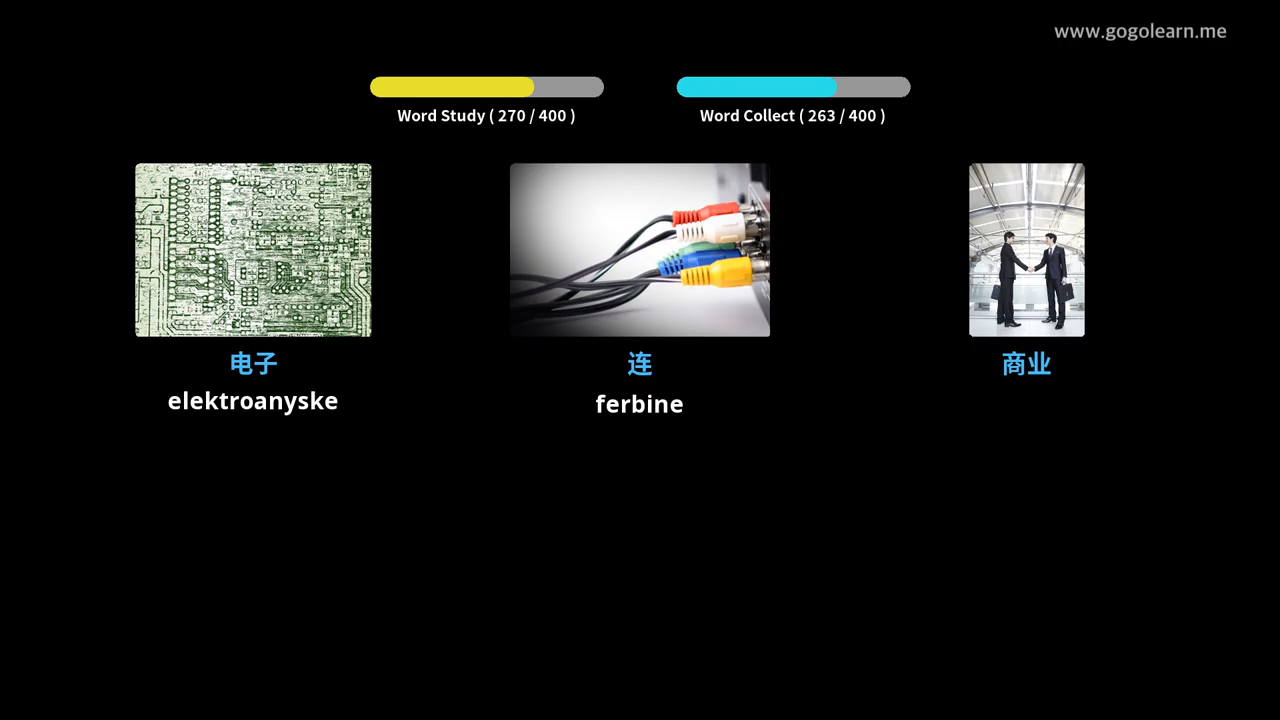 www.gogolearn.me
Word Study ( 270 / 400 )
Word Collect ( 263 / 400 )
电子
连
商业
elektroanyske
ferbine